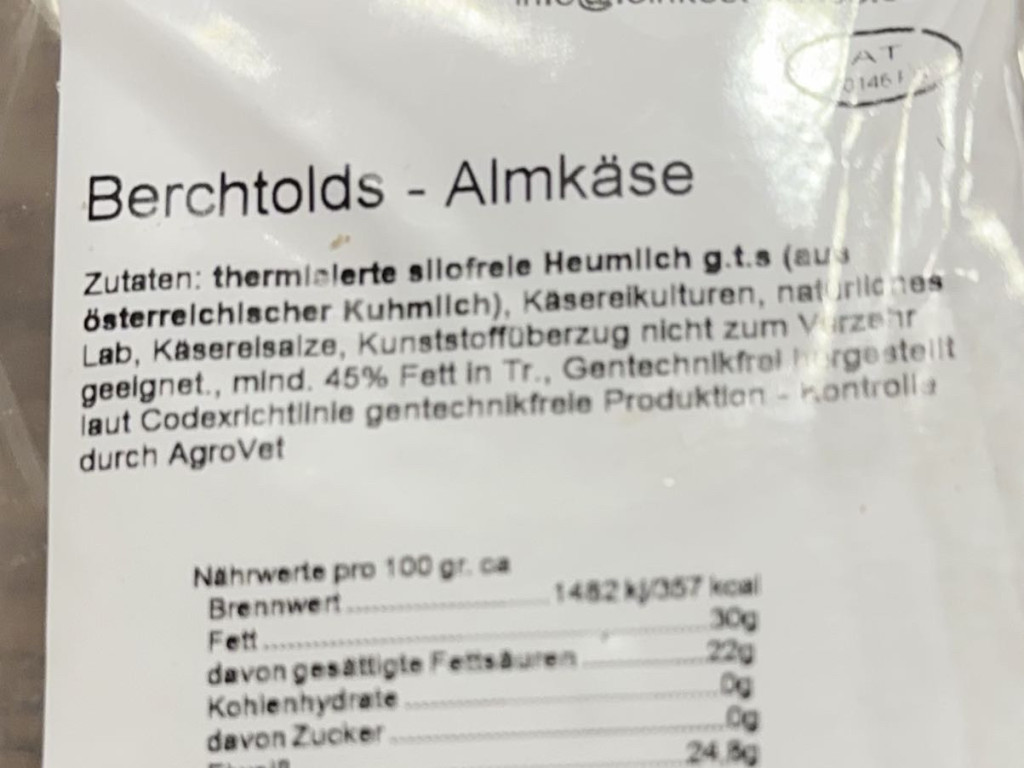 AT
Berchtolds - Almkäse
Zutaten: thermisierte silofreie Heumilch g.t.s (aus
österreichischer Kuhmilch), Käsereikulturen, natürliches
Lab, Käsereisalze, Kunststoffüberzug nicht zum Verzehr
geeignet., mind. 45% Fett in Tr., Gentechnikfrei hergestellt
laut Codexrichtlinie gentechnikfreie Produktion - Kontrolle
durch AgroVet
Nährwerte pro 100 gr. ca
Brennwert 1482 kj/357 kcal
Fett 30g
davon gesättigte Fettsäuren 22g
Kohlenhydrate 0g
davon Zucker 0g
24,8g